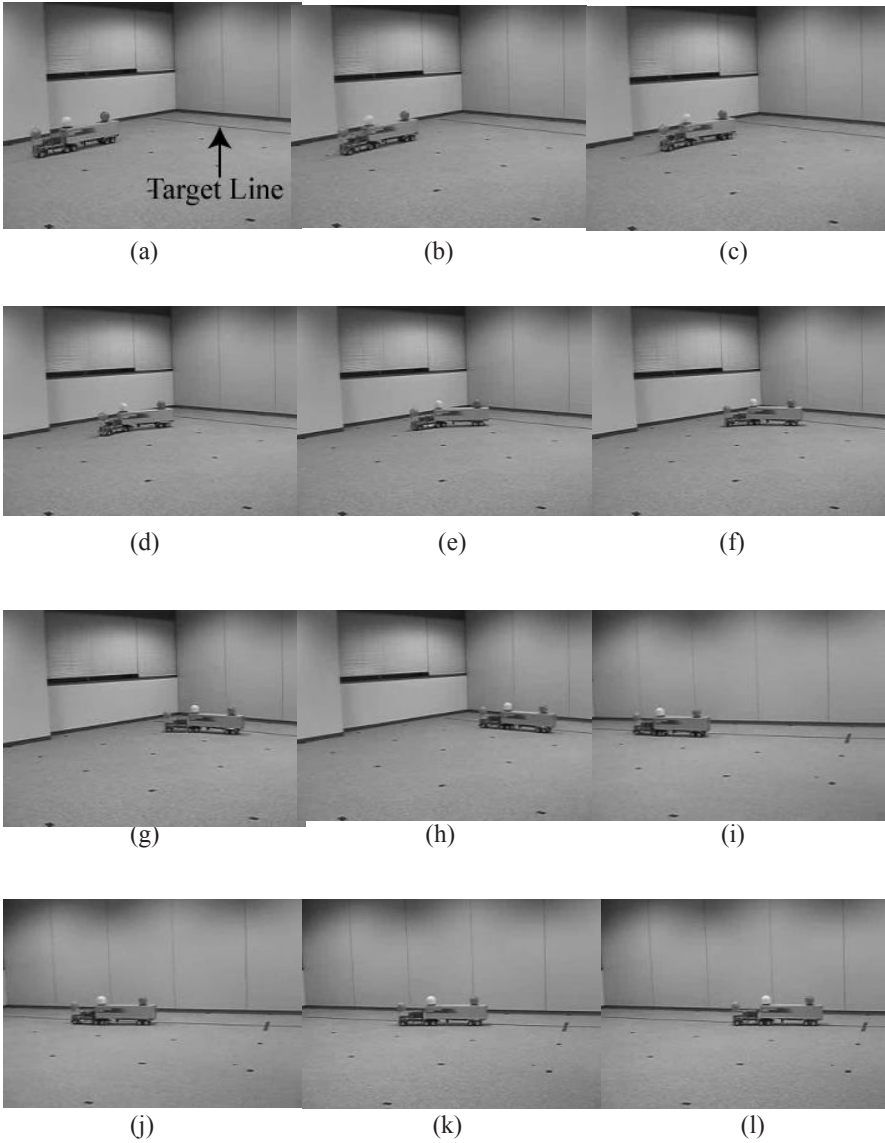 Target Line
(a) (b) (c)
(d) (e) (f)
(g) (h) (i)
(j) (k) (l)